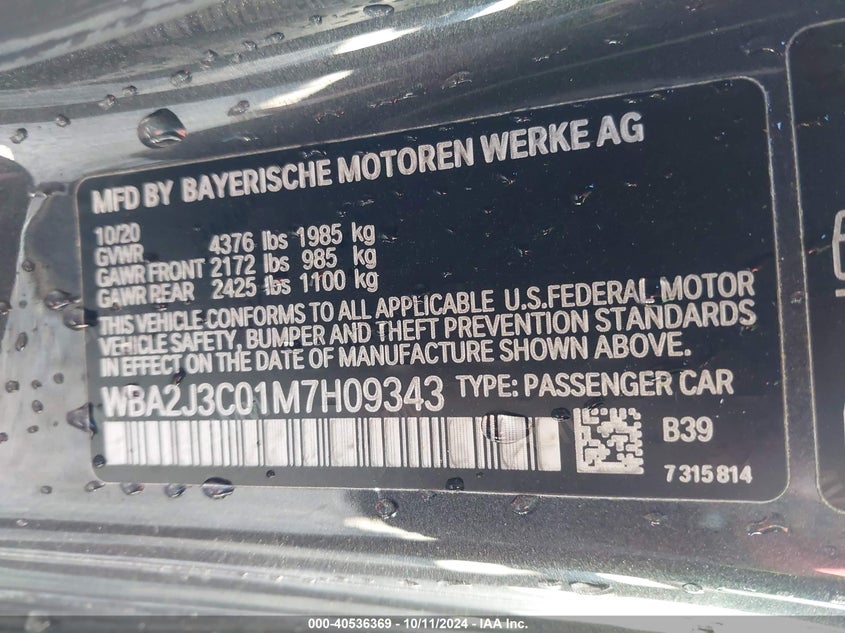 MFD BY BAYERISCHE MOTOREN WERKE AG
10/20
GVWR 4376 lbs 1985 kg
GAWR FRONT 2172 lbs 985 kg
GAWR REAR 2425 lbs 1100 kg
THIS VEHICLE CONFORMS TO ALL APPLICABLE U.S.FEDERAL MOTOR
VEHICLE SAFETY, BUMPER AND THEFT PREVENTION STANDARDS
IN EFFECT ON THE DATE OF MANUFACTURE SHOWN ABOVE.
WBA2J3C01M7H09343 TYPE: PASSENGER CAR
B39
7315814
000-40536369 - 10/11/2024 - IAA, Inc.